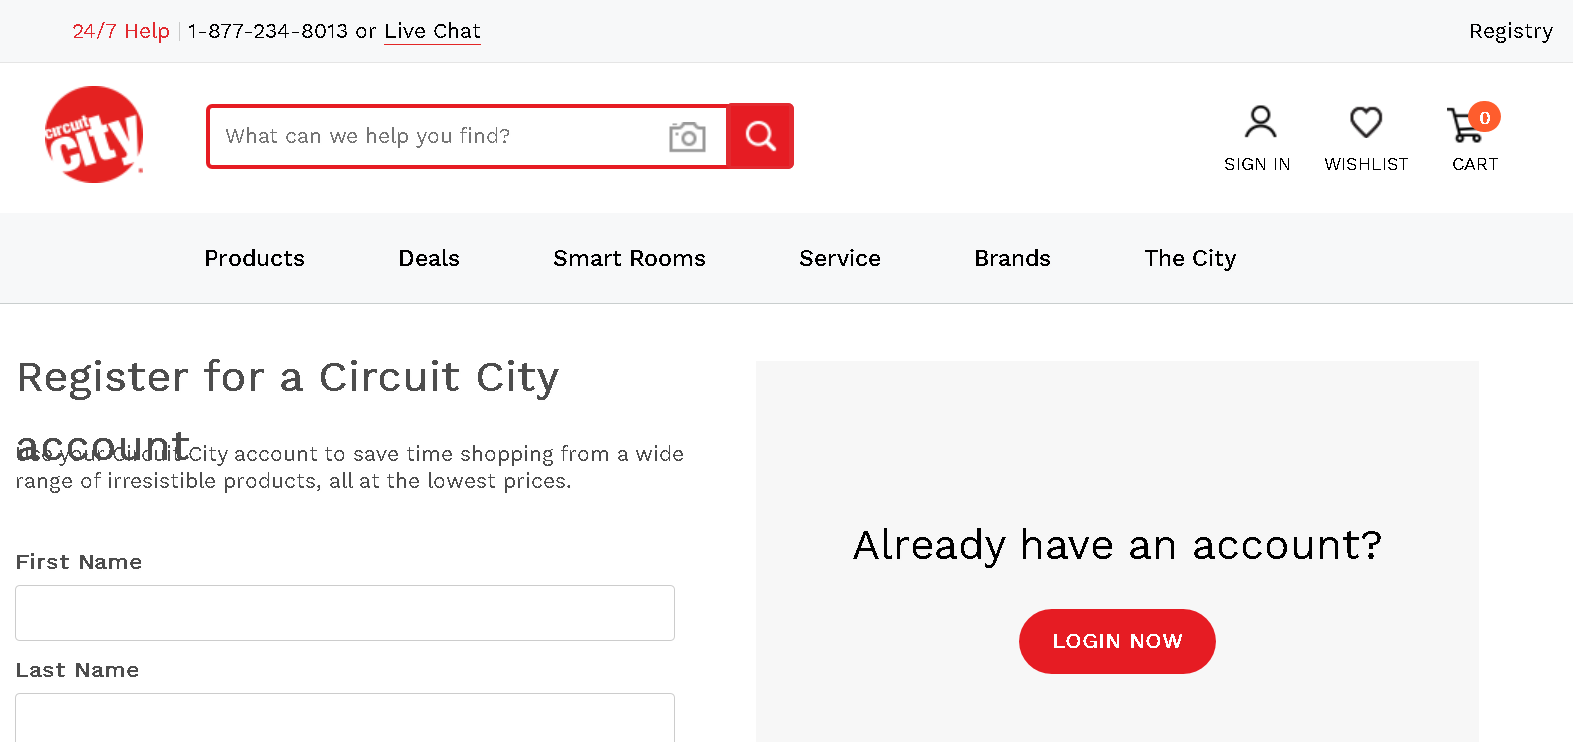 24/7 Help | 1-877-234-8013 or Live Chat
Registry
circuit
city
What can we help you find?
0
SIGN IN
WISHLIST
CART
Products
Deals
Smart Rooms
Service
Brands
The City
Register for a Circuit City
account
Use your Circuit City account to save time shopping from a wide
range of irresistible products, all at the lowest prices.
Already have an account?
First Name
LOGIN NOW
Last Name